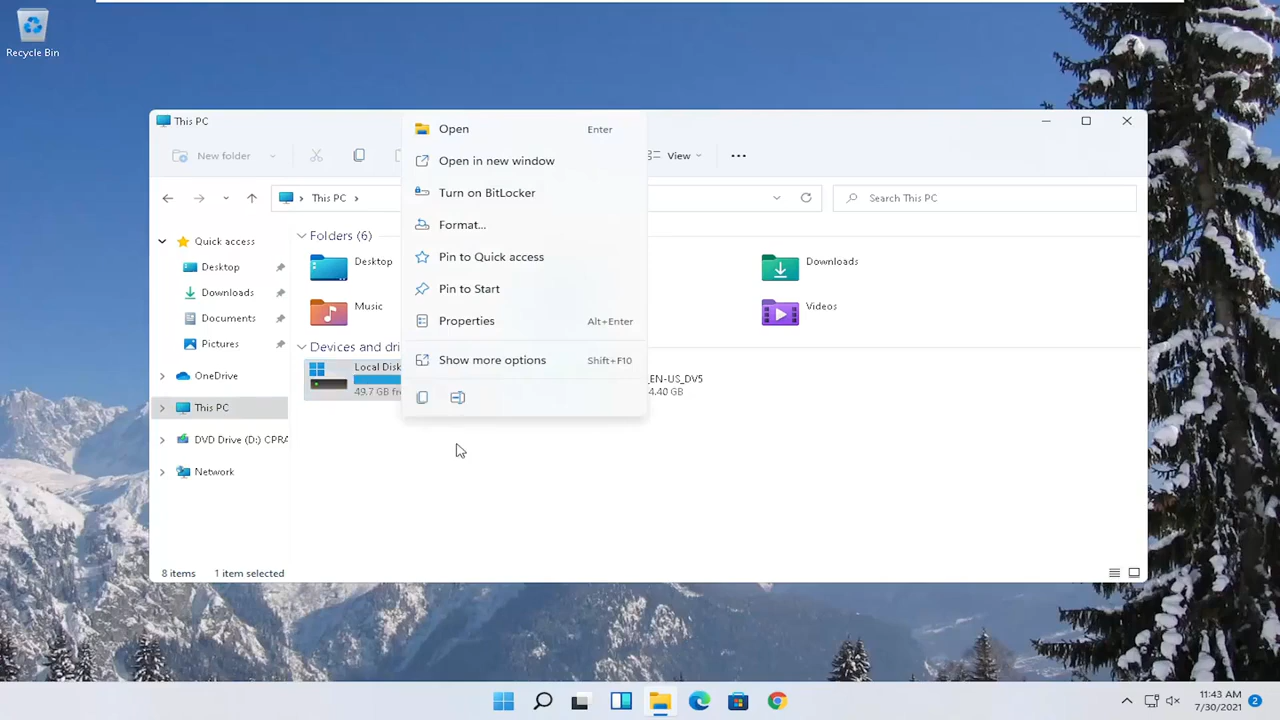 Recycle Bin
This PC
New folder
View
This PC
Search This PC
Open Enter
Open in new window
Turn on BitLocker
Format...
Pin to Quick access
Pin to Start
Properties Alt+Enter
Show more options Shift+F10
Quick access
Desktop
Downloads
Documents
Pictures
OneDrive
This PC
DVD Drive (D:) CPRA
Network
Folders (6)
Desktop
Downloads
Music
Videos
Devices and dri
Local Disk
49.7 GB fre
_EN-US_DV5
4.40 GB
8 items 1 item selected
11:43 AM
7/30/2021
2